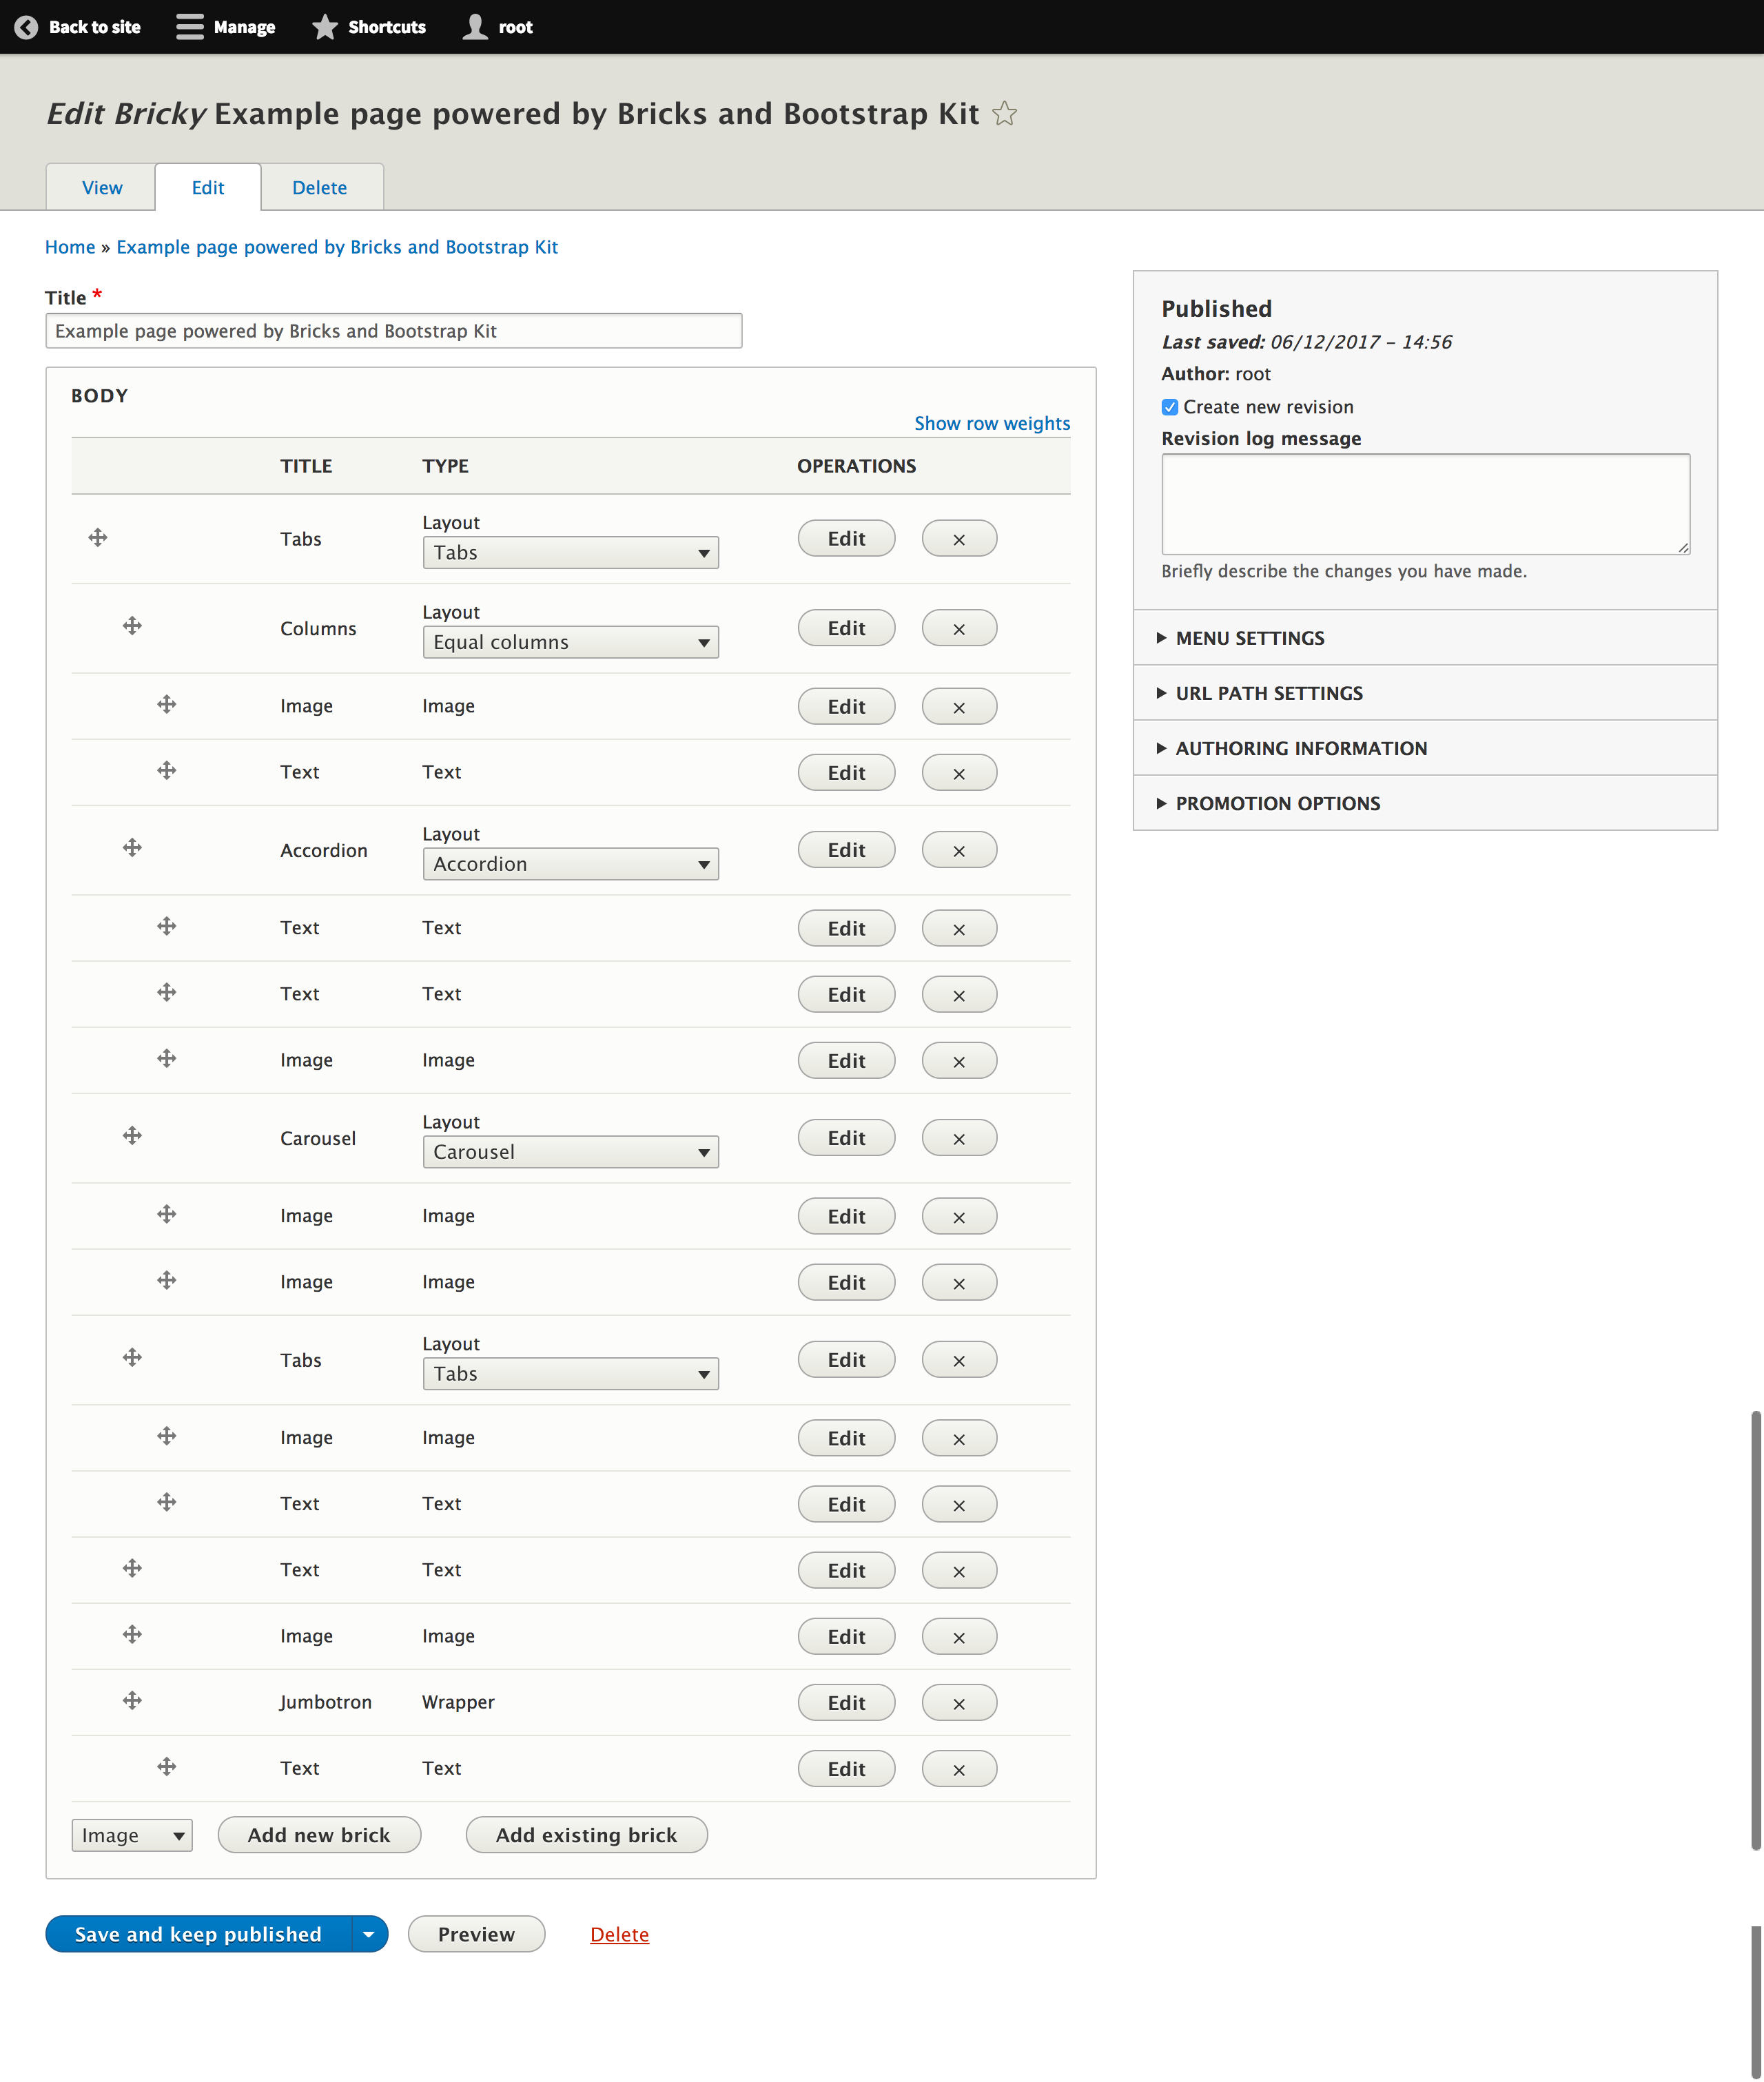 Back to site Manage Shortcuts root
Edit Bricky Example page powered by Bricks and Bootstrap Kit
View Edit Delete
Home » Example page powered by Bricks and Bootstrap Kit
Title *
Example page powered by Bricks and Bootstrap Kit
BODY
Show row weights
TITLE TYPE OPERATIONS
Tabs Layout
Tabs Edit ×
Columns Layout
Equal columns Edit ×
Image Image Edit ×
Text Text Edit ×
Accordion Layout
Accordion Edit ×
Text Text Edit ×
Text Text Edit ×
Image Image Edit ×
Carousel Layout
Carousel Edit ×
Image Image Edit ×
Image Image Edit ×
Tabs Layout
Tabs Edit ×
Image Image Edit ×
Text Text Edit ×
Text Text Edit ×
Image Image Edit ×
Jumbotron Wrapper Edit ×
Text Text Edit ×
Image Add new brick Add existing brick
Save and keep published Preview Delete
Published
Last saved: 06/12/2017 – 14:56
Author: root
Create new revision
Revision log message
Briefly describe the changes you have made.
MENU SETTINGS
URL PATH SETTINGS
AUTHORING INFORMATION
PROMOTION OPTIONS